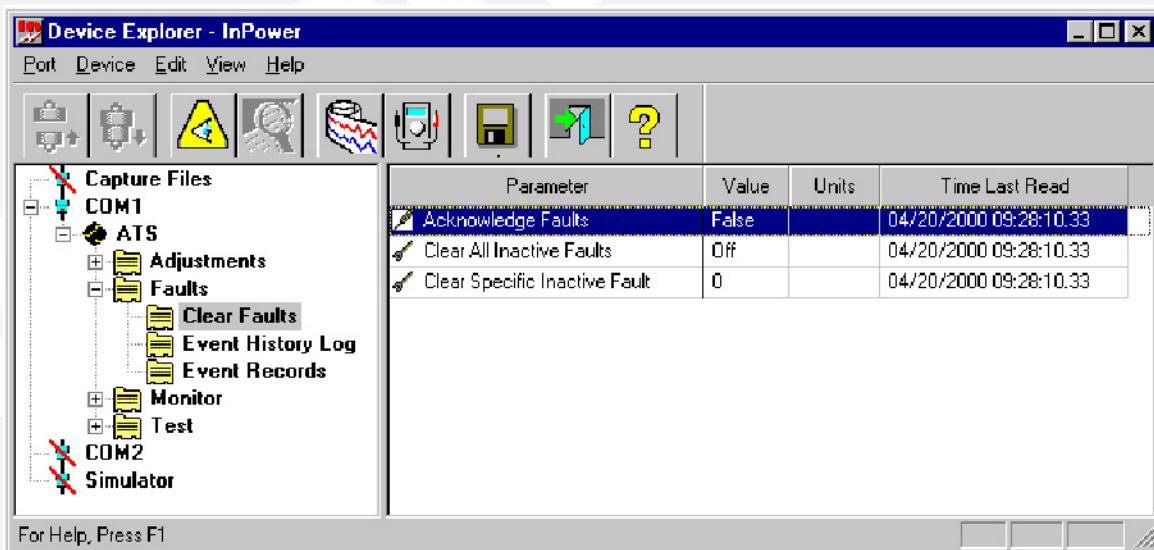 Device Explorer - InPower
Port Device Edit View Help
Capture Files
COM1
ATS
Adjustments
Faults
Clear Faults
Event History Log
Event Records
Monitor
Test
COM2
Simulator
Parameter Value Units Time Last Read
Acknowledge Faults False 04/20/2000 09:28:10.33
Clear All Inactive Faults Off 04/20/2000 09:28:10.33
Clear Specific Inactive Fault 0 04/20/2000 09:28:10.33
For Help, Press F1